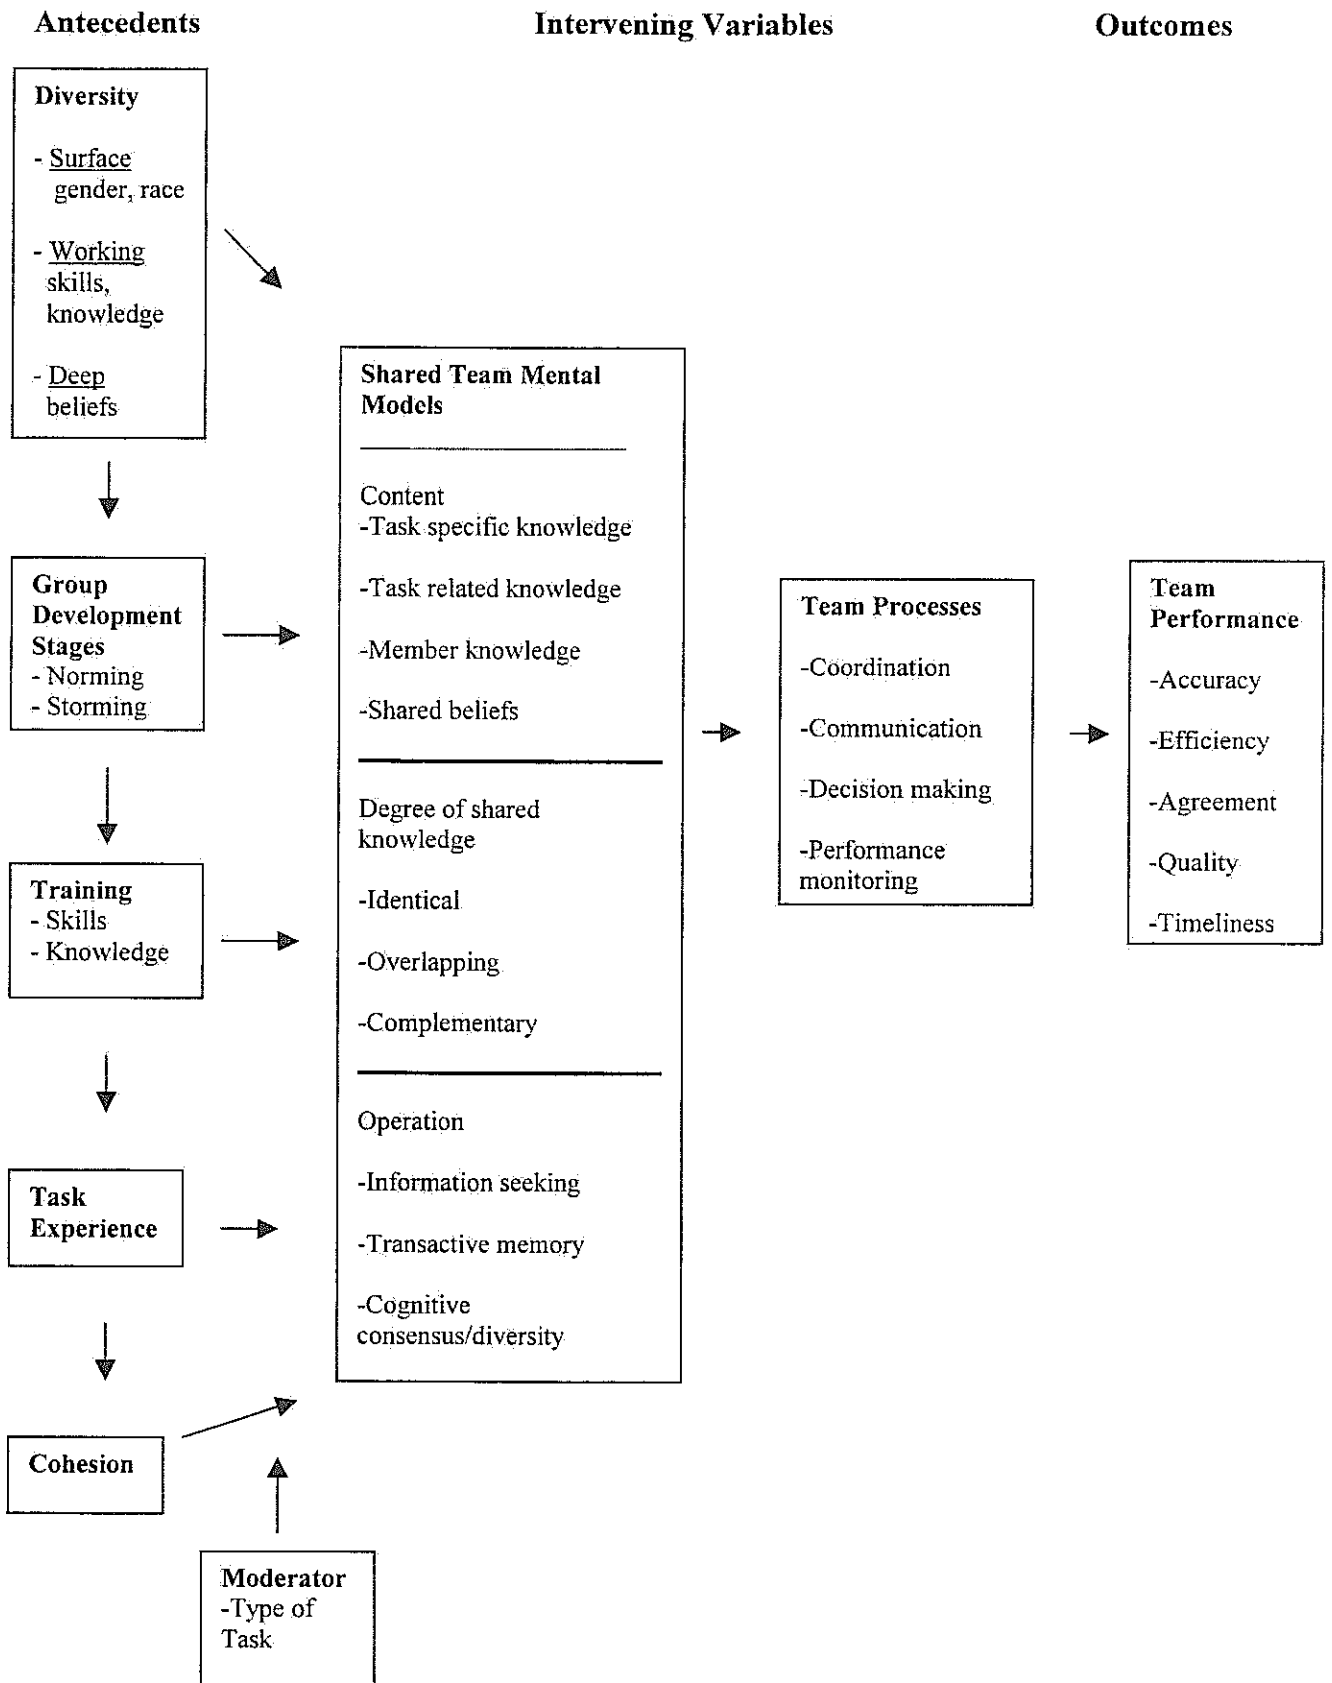 Antecedents
Intervening Variables
Outcomes
Diversity
- Surface
gender, race
- Working
skills,
knowledge
- Deep
beliefs
Group
Development
Stages
- Norming
- Storming
Training
- Skills
- Knowledge
Task
Experience
Cohesion
Moderator
-Type of
Task
Shared Team Mental
Models
Content
-Task specific knowledge
-Task related knowledge
-Member knowledge
-Shared beliefs
Degree of shared
knowledge
-Identical
-Overlapping
-Complementary
Operation
-Information seeking
-Transactive memory
-Cognitive
consensus/diversity
Team Processes
-Coordination
-Communication
-Decision making
-Performance
monitoring
Team
Performance
-Accuracy
-Efficiency
-Agreement
-Quality
-Timeliness